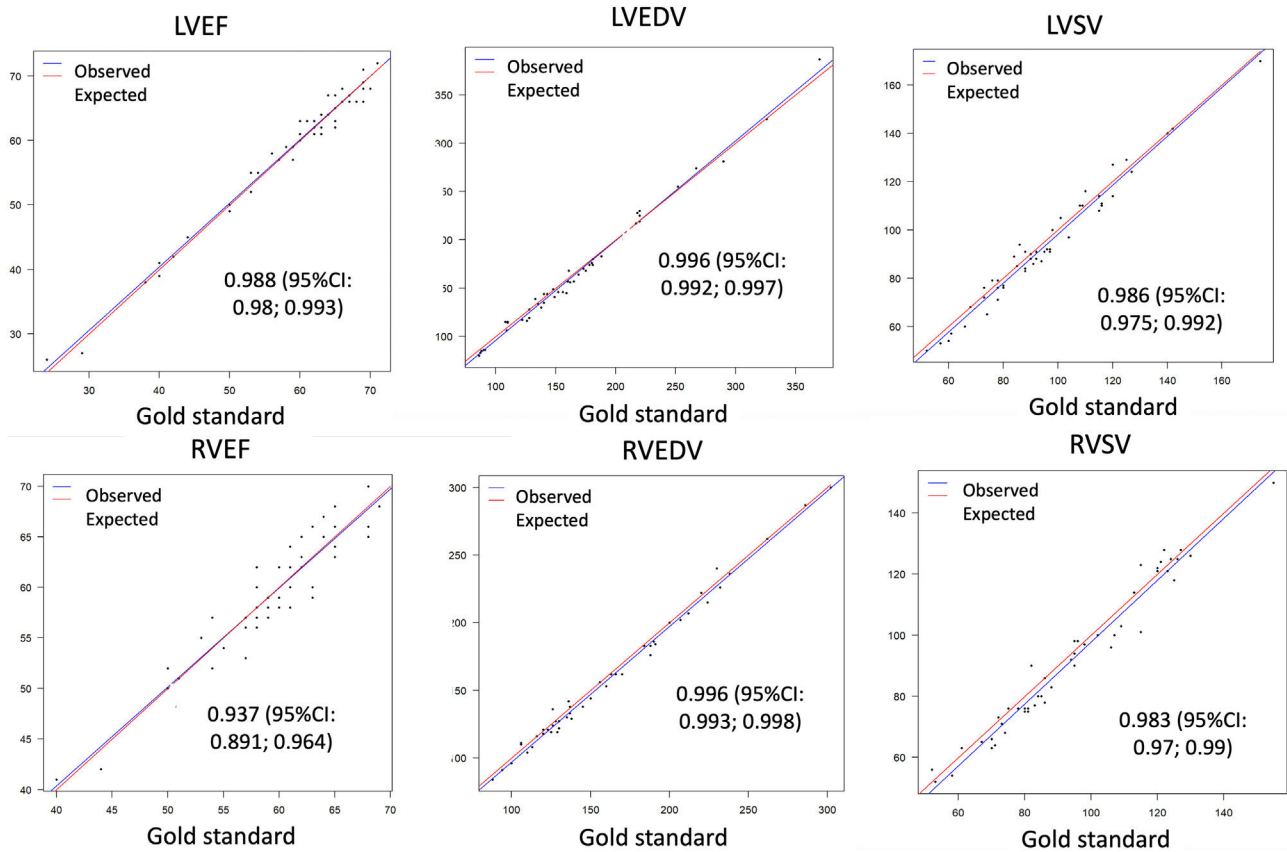 LVEF
70
60
50
40
30
Observed
Expected
0.988 (95%CI:
0.98; 0.993)
30 40 50 60 70
Gold standard
LVEDV
350
300
50
00
50
100
Observed
Expected
0.996 (95%CI:
0.992; 0.997)
100 150 200 250 300 350
Gold standard
LVSV
160
140
120
100
80
60
Observed
Expected
0.986 (95%CI:
0.975; 0.992)
60 80 100 120 140 160
Gold standard
RVEF
70
65
60
55
50
45
40
Observed
Expected
0.937 (95%CI:
0.891; 0.964)
40 45 50 55 60 65 70
Gold standard
RVEDV
300
250
200
50
00
Observed
Expected
0.996 (95%CI:
0.993; 0.998)
100 150 200 250 300
Gold standard
RVSV
140
120
100
80
60
Observed
Expected
0.983 (95%CI:
0.97; 0.99)
60 80 100 120 140
Gold standard